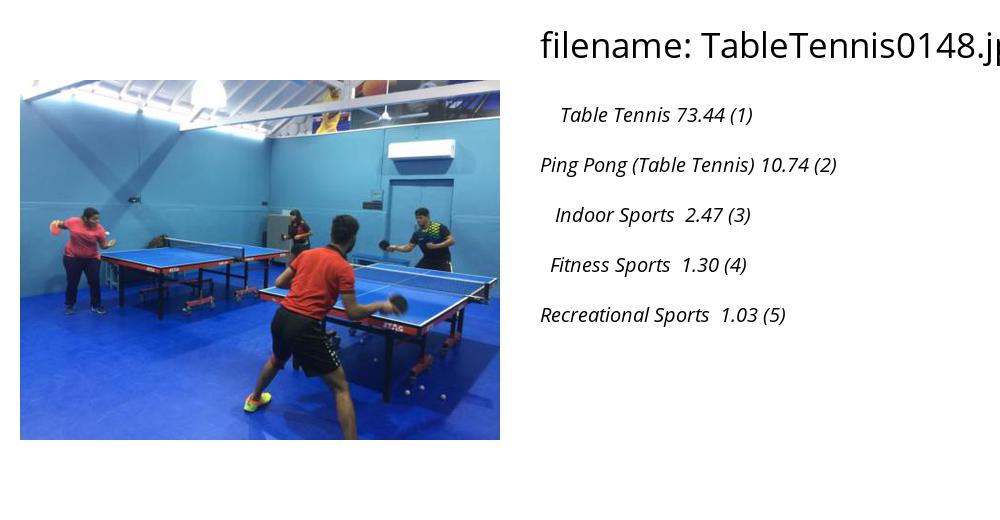 filename: TableTennis0148.jp
Table Tennis 73.44 (1)
Ping Pong (Table Tennis) 10.74 (2)
Indoor Sports 2.47 (3)
Fitness Sports 1.30 (4)
Recreational Sports 1.03 (5)
STAG